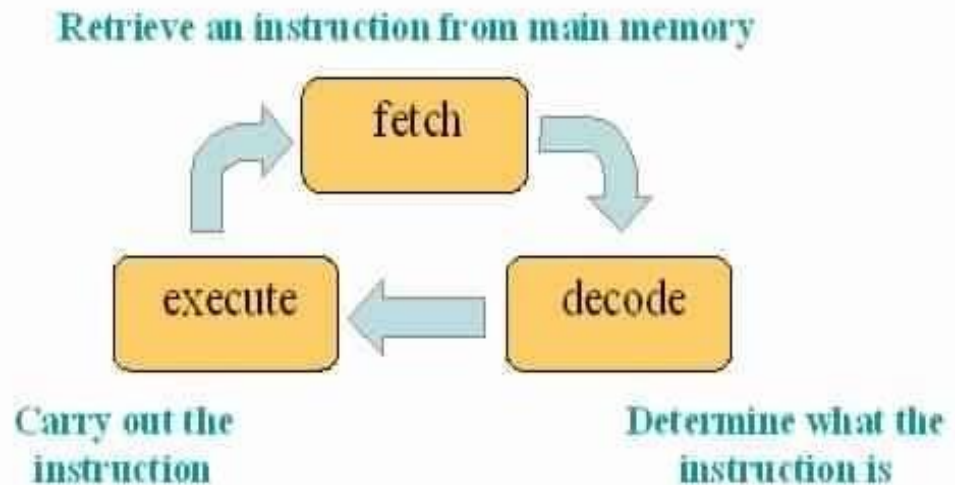 Retrieve an instruction from main memory
fetch
execute
decode
Carry out the
instruction
Determine what the
instruction is